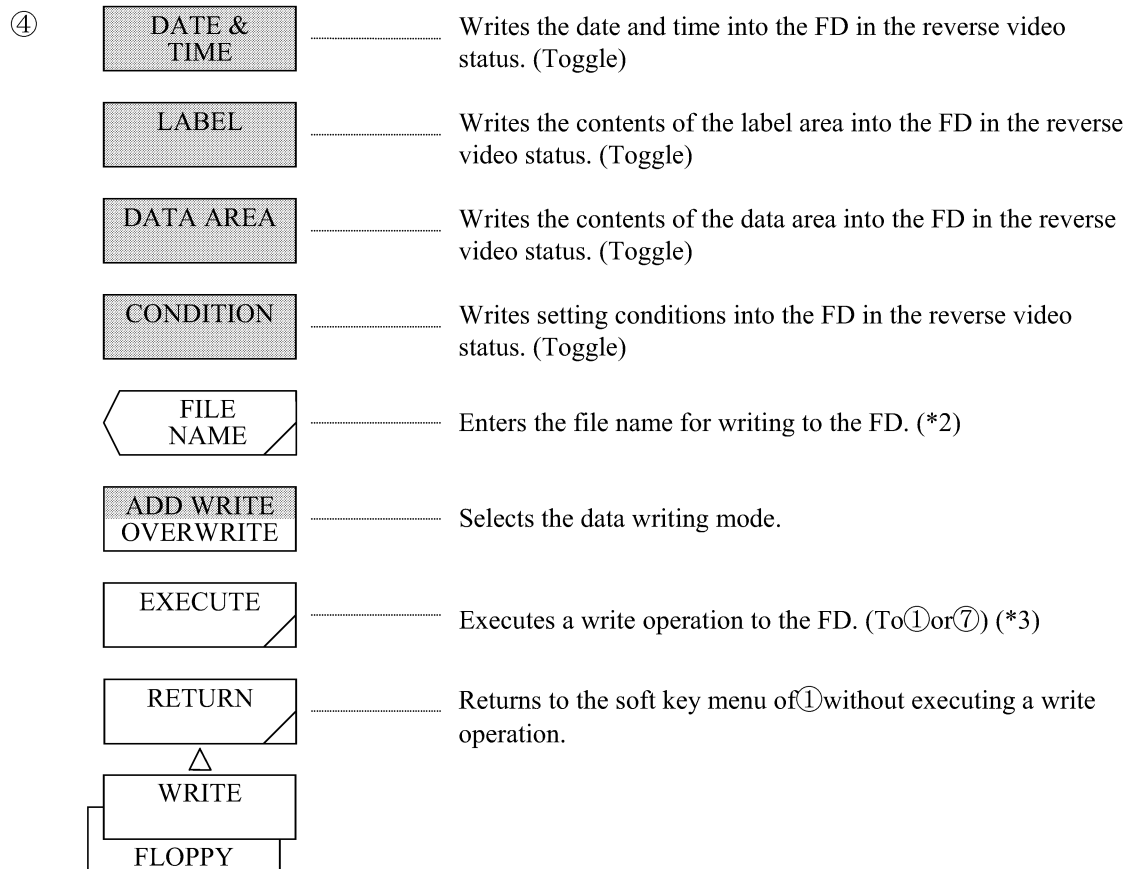 ④
DATE &
TIME
Writes the date and time into the FD in the reverse video
status. (Toggle)
LABEL
Writes the contents of the label area into the FD in the reverse
video status. (Toggle)
DATA AREA
Writes the contents of the data area into the FD in the reverse
video status. (Toggle)
CONDITION
Writes setting conditions into the FD in the reverse video
status. (Toggle)
FILE
NAME
Enters the file name for writing to the FD. (*2)
ADD WRITE
OVERWRITE
Selects the data writing mode.
EXECUTE
Executes a write operation to the FD. (To①or⑦) (*3)
RETURN
Returns to the soft key menu of①without executing a write
operation.
WRITE
FLOPPY